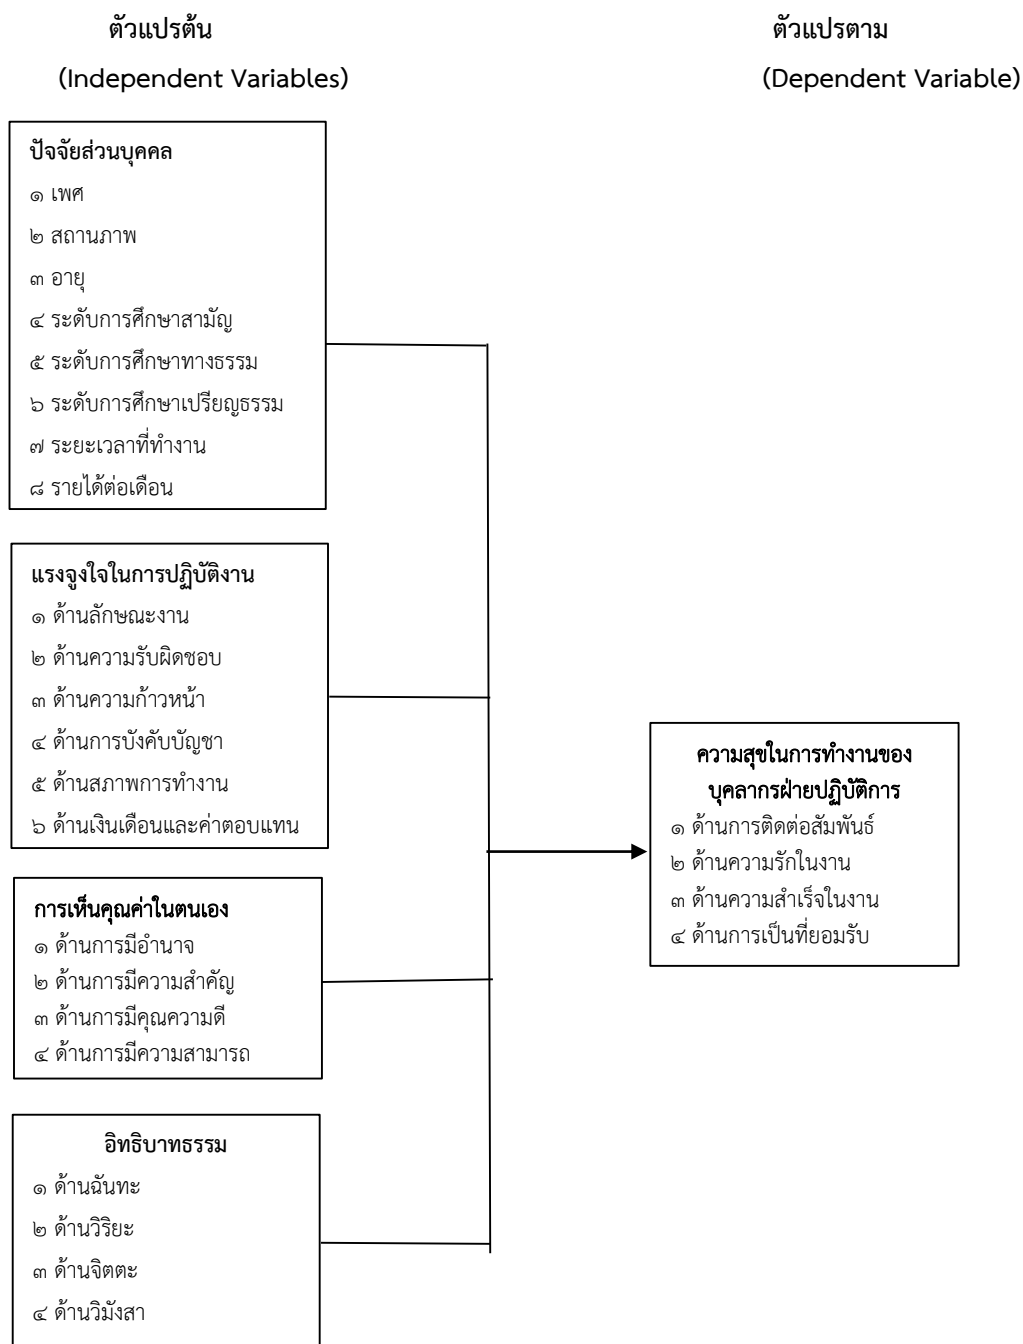 ตัวแปรต้น
(Independent Variables)
ตัวแปรตาม
(Dependent Variable)
ปัจจัยส่วนบุคคล
๑ เพศ
๒ สถานภาพ
๓ อายุ
๔ ระดับการศึกษาสามัญ
๕ ระดับการศึกษาทางธรรม
๖ ระดับการศึกษาเปรียญธรรม
๗ ระยะเวลาที่ทำงาน
๘ รายได้ต่อเดือน
แรงจูงใจในการปฏิบัติงาน
๑ ด้านลักษณะงาน
๒ ด้านความรับผิดชอบ
๓ ด้านความก้าวหน้า
๔ ด้านการบังคับบัญชา
๕ ด้านสภาพการทำงาน
๖ ด้านเงินเดือนและค่าตอบแทน
การเห็นคุณค่าในตนเอง
๑ ด้านการมีอำนาจ
๒ ด้านการมีความสำคัญ
๓ ด้านการมีคุณความดี
๔ ด้านการมีความสามารถ
อิทธิบาทธรรม
๑ ด้านฉันทะ
๒ ด้านวิริยะ
๓ ด้านจิตตะ
๔ ด้านวิมังสา
ความสุขในการทำงานของ
บุคลากรฝ่ายปฏิบัติการ
๑ ด้านการติดต่อสัมพันธ์
๒ ด้านความรักในงาน
๓ ด้านความสำเร็จในงาน
๔ ด้านการเป็นที่ยอมรับ